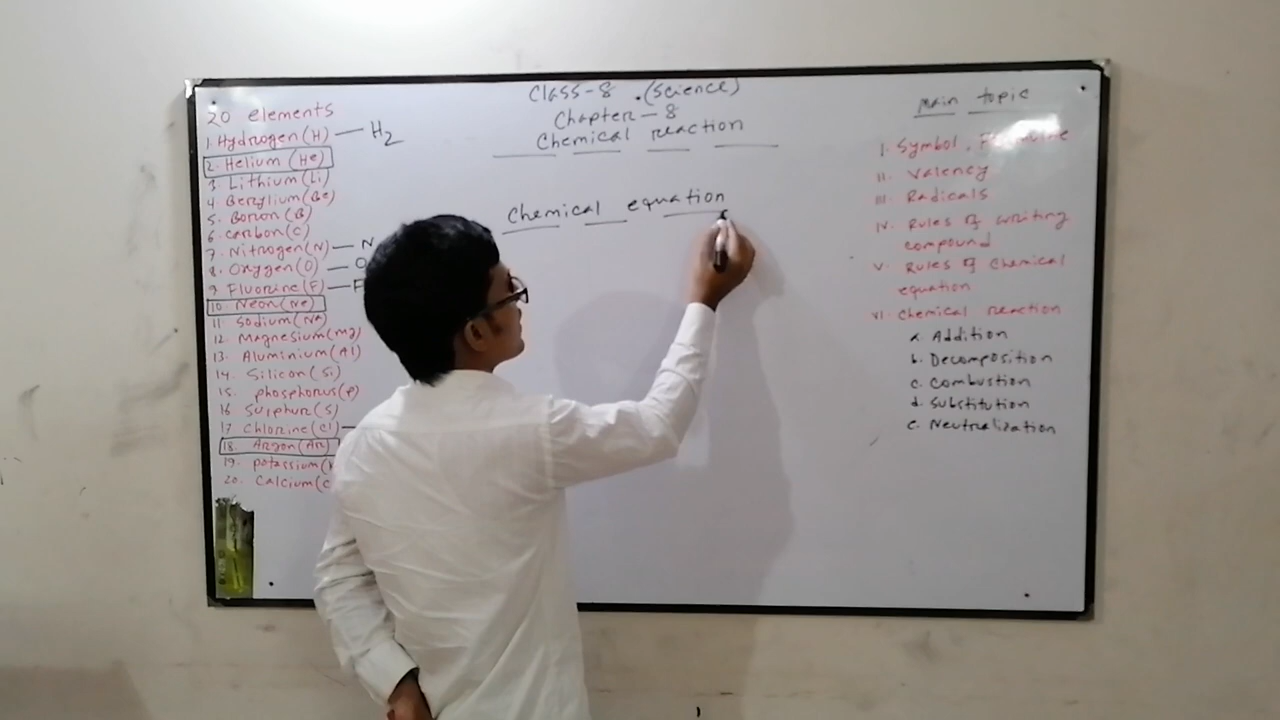 Class-8 .(Science)
Chapter-8
Chemical reaction
20 elements
1. Hydrogen (H) — H2
2. Helium (He)
3. Lithium (Li)
4. Berylium (Be)
5. Boron (B)
6. Carbon (C)
7. Nitrogen (N) — N
8. Oxygen (O) — O
9. Fluorine (F) — F
10. Neon (Ne)
11. Sodium (Na)
12. Magnesium (Mg)
13. Aluminium (Al)
14. Silicon (Si)
15. phosphorus (P)
16 Sulphur (S)
17 Chlorine (Cl) —
18. Argon (Ar)
19. potassium (K
20. Calcium (C
Chemical equation
Main topic
I. Symbol,
II. Valency
III. Radicals
IV. Rules of writing
compound
V. Rules of Chemical
equation
VI. Chemical reaction
a. Addition
b. Decomposition
c. Combustion
d. Substitution
e. Neutralization